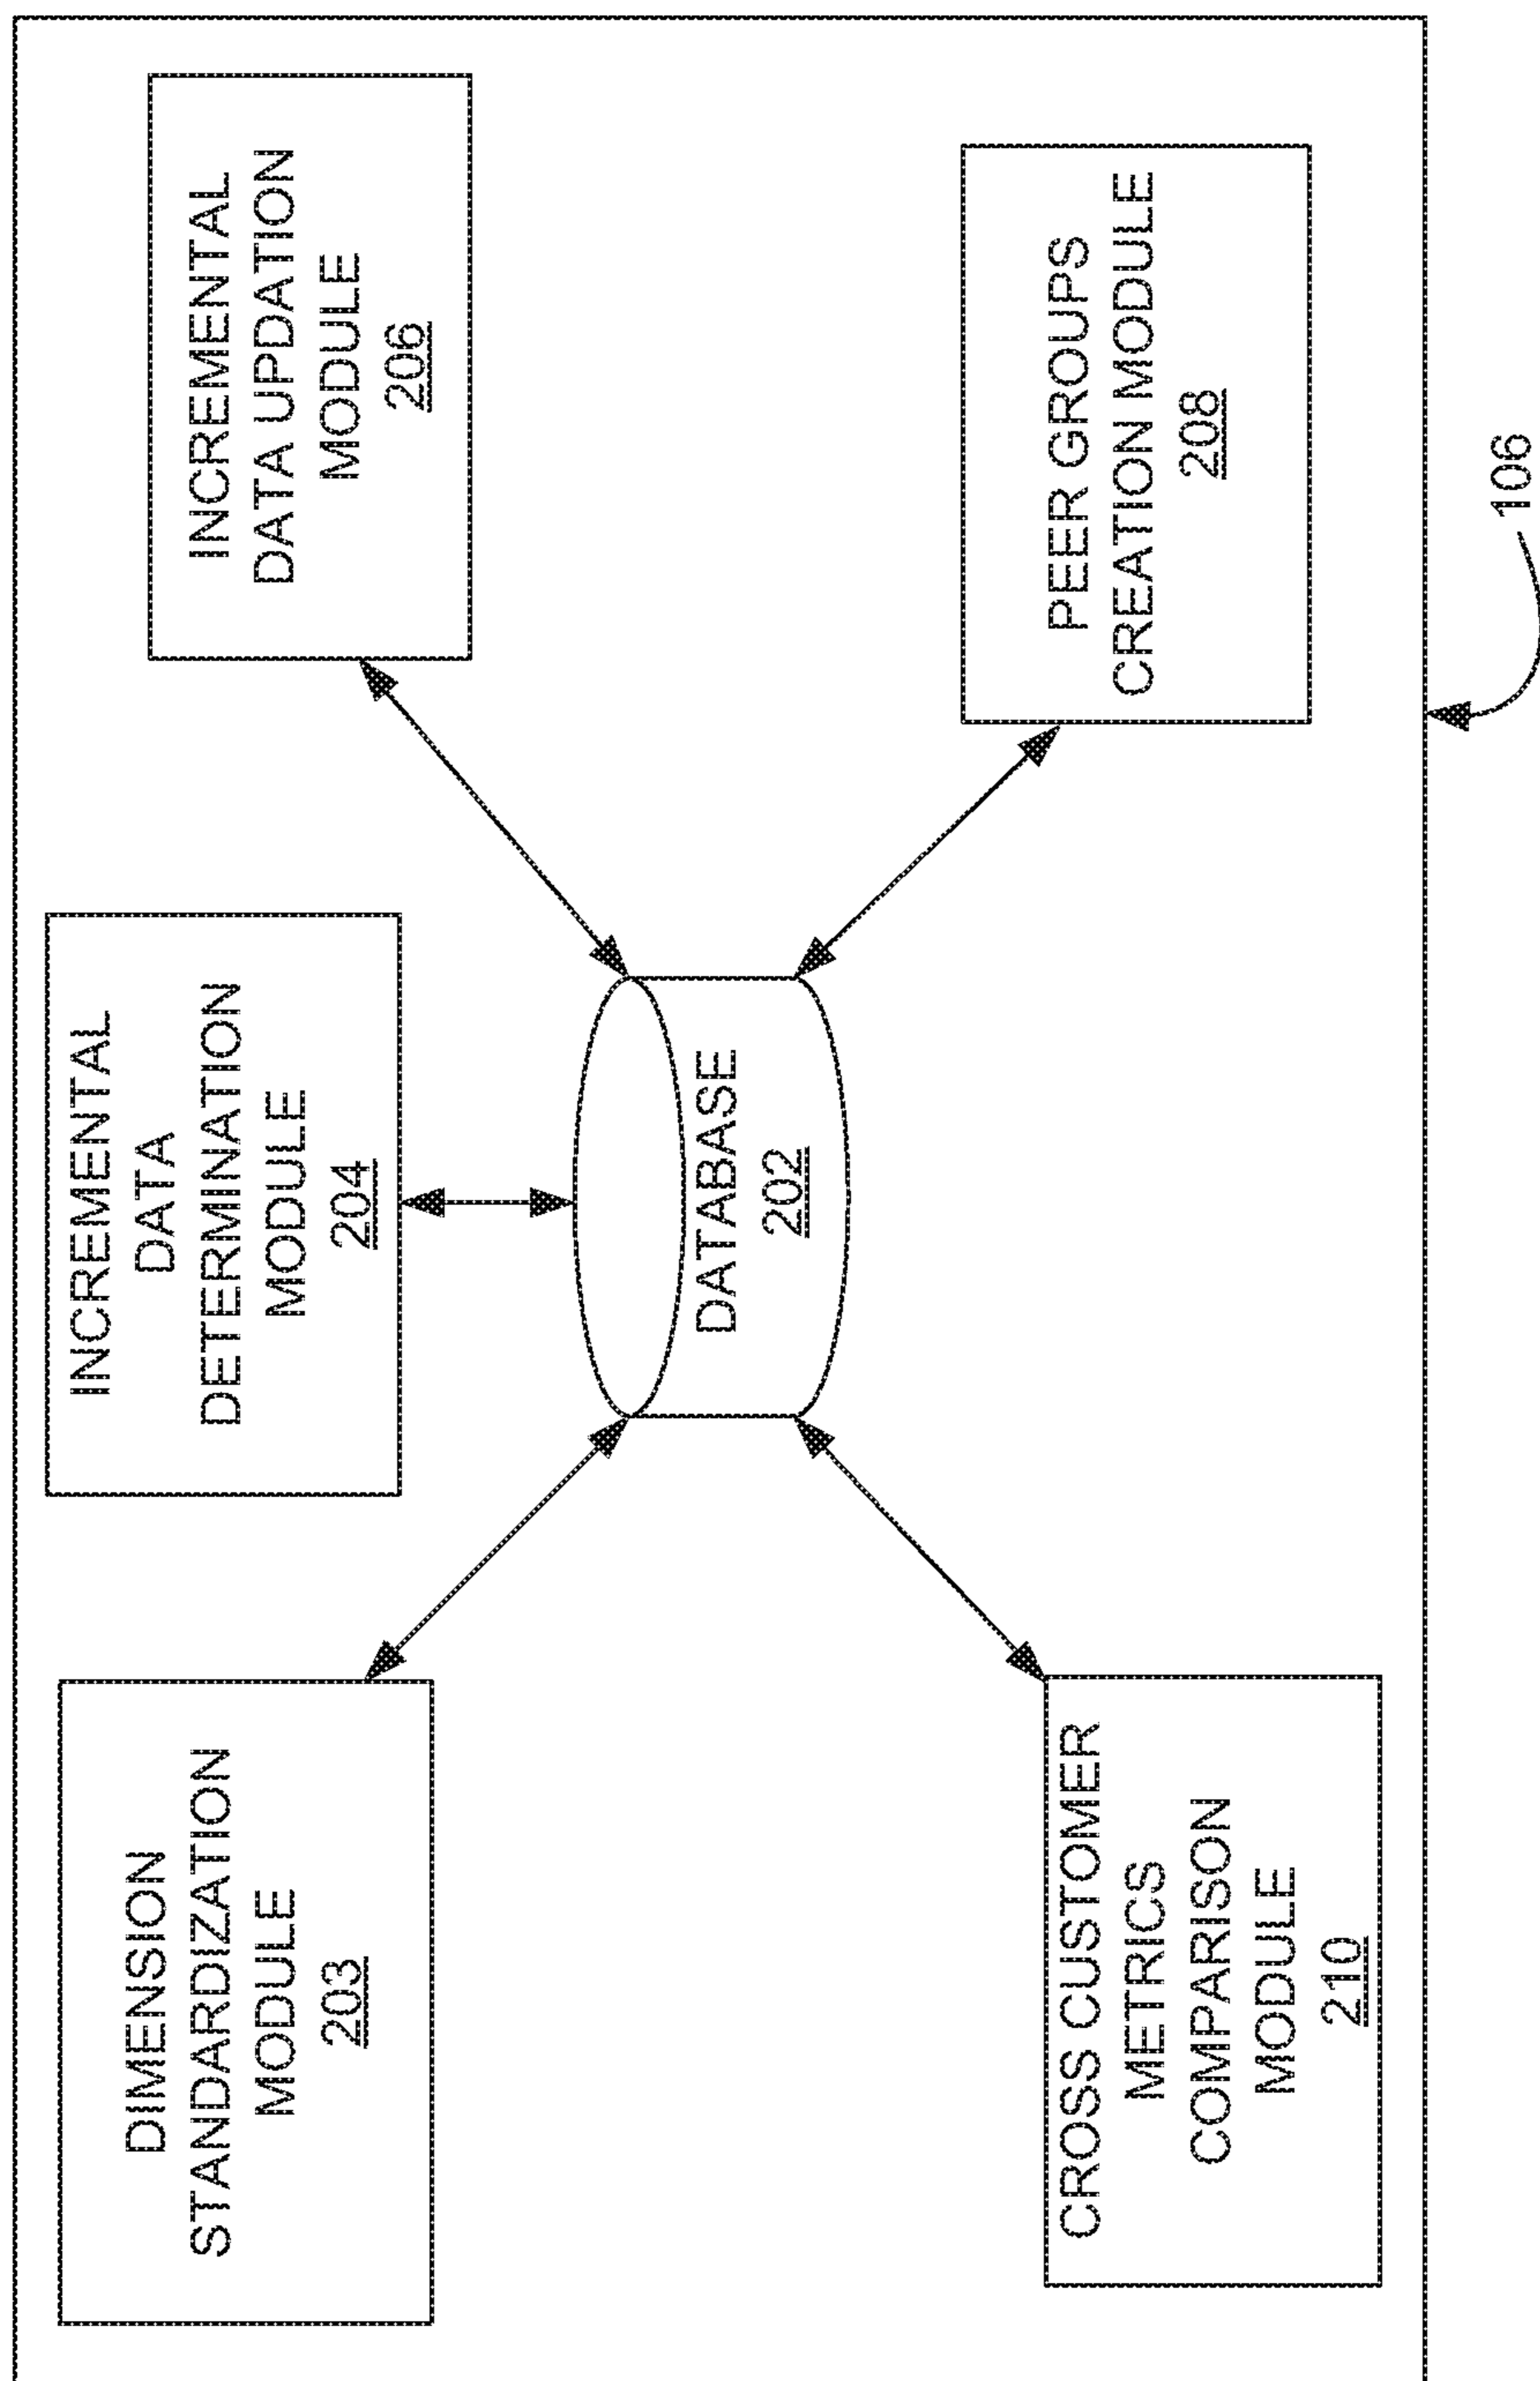 DIMENSION
STANDARDIZATION
MODULE
203
INCREMENTAL
DATA
DETERMINATION
MODULE
204
INCREMENTAL
DATA UPDATION
MODULE
206
DATABASE
202
CROSS CUSTOMER
METRICS
COMPARISON
MODULE
210
PEER GROUPS
CREATION MODULE
208
106